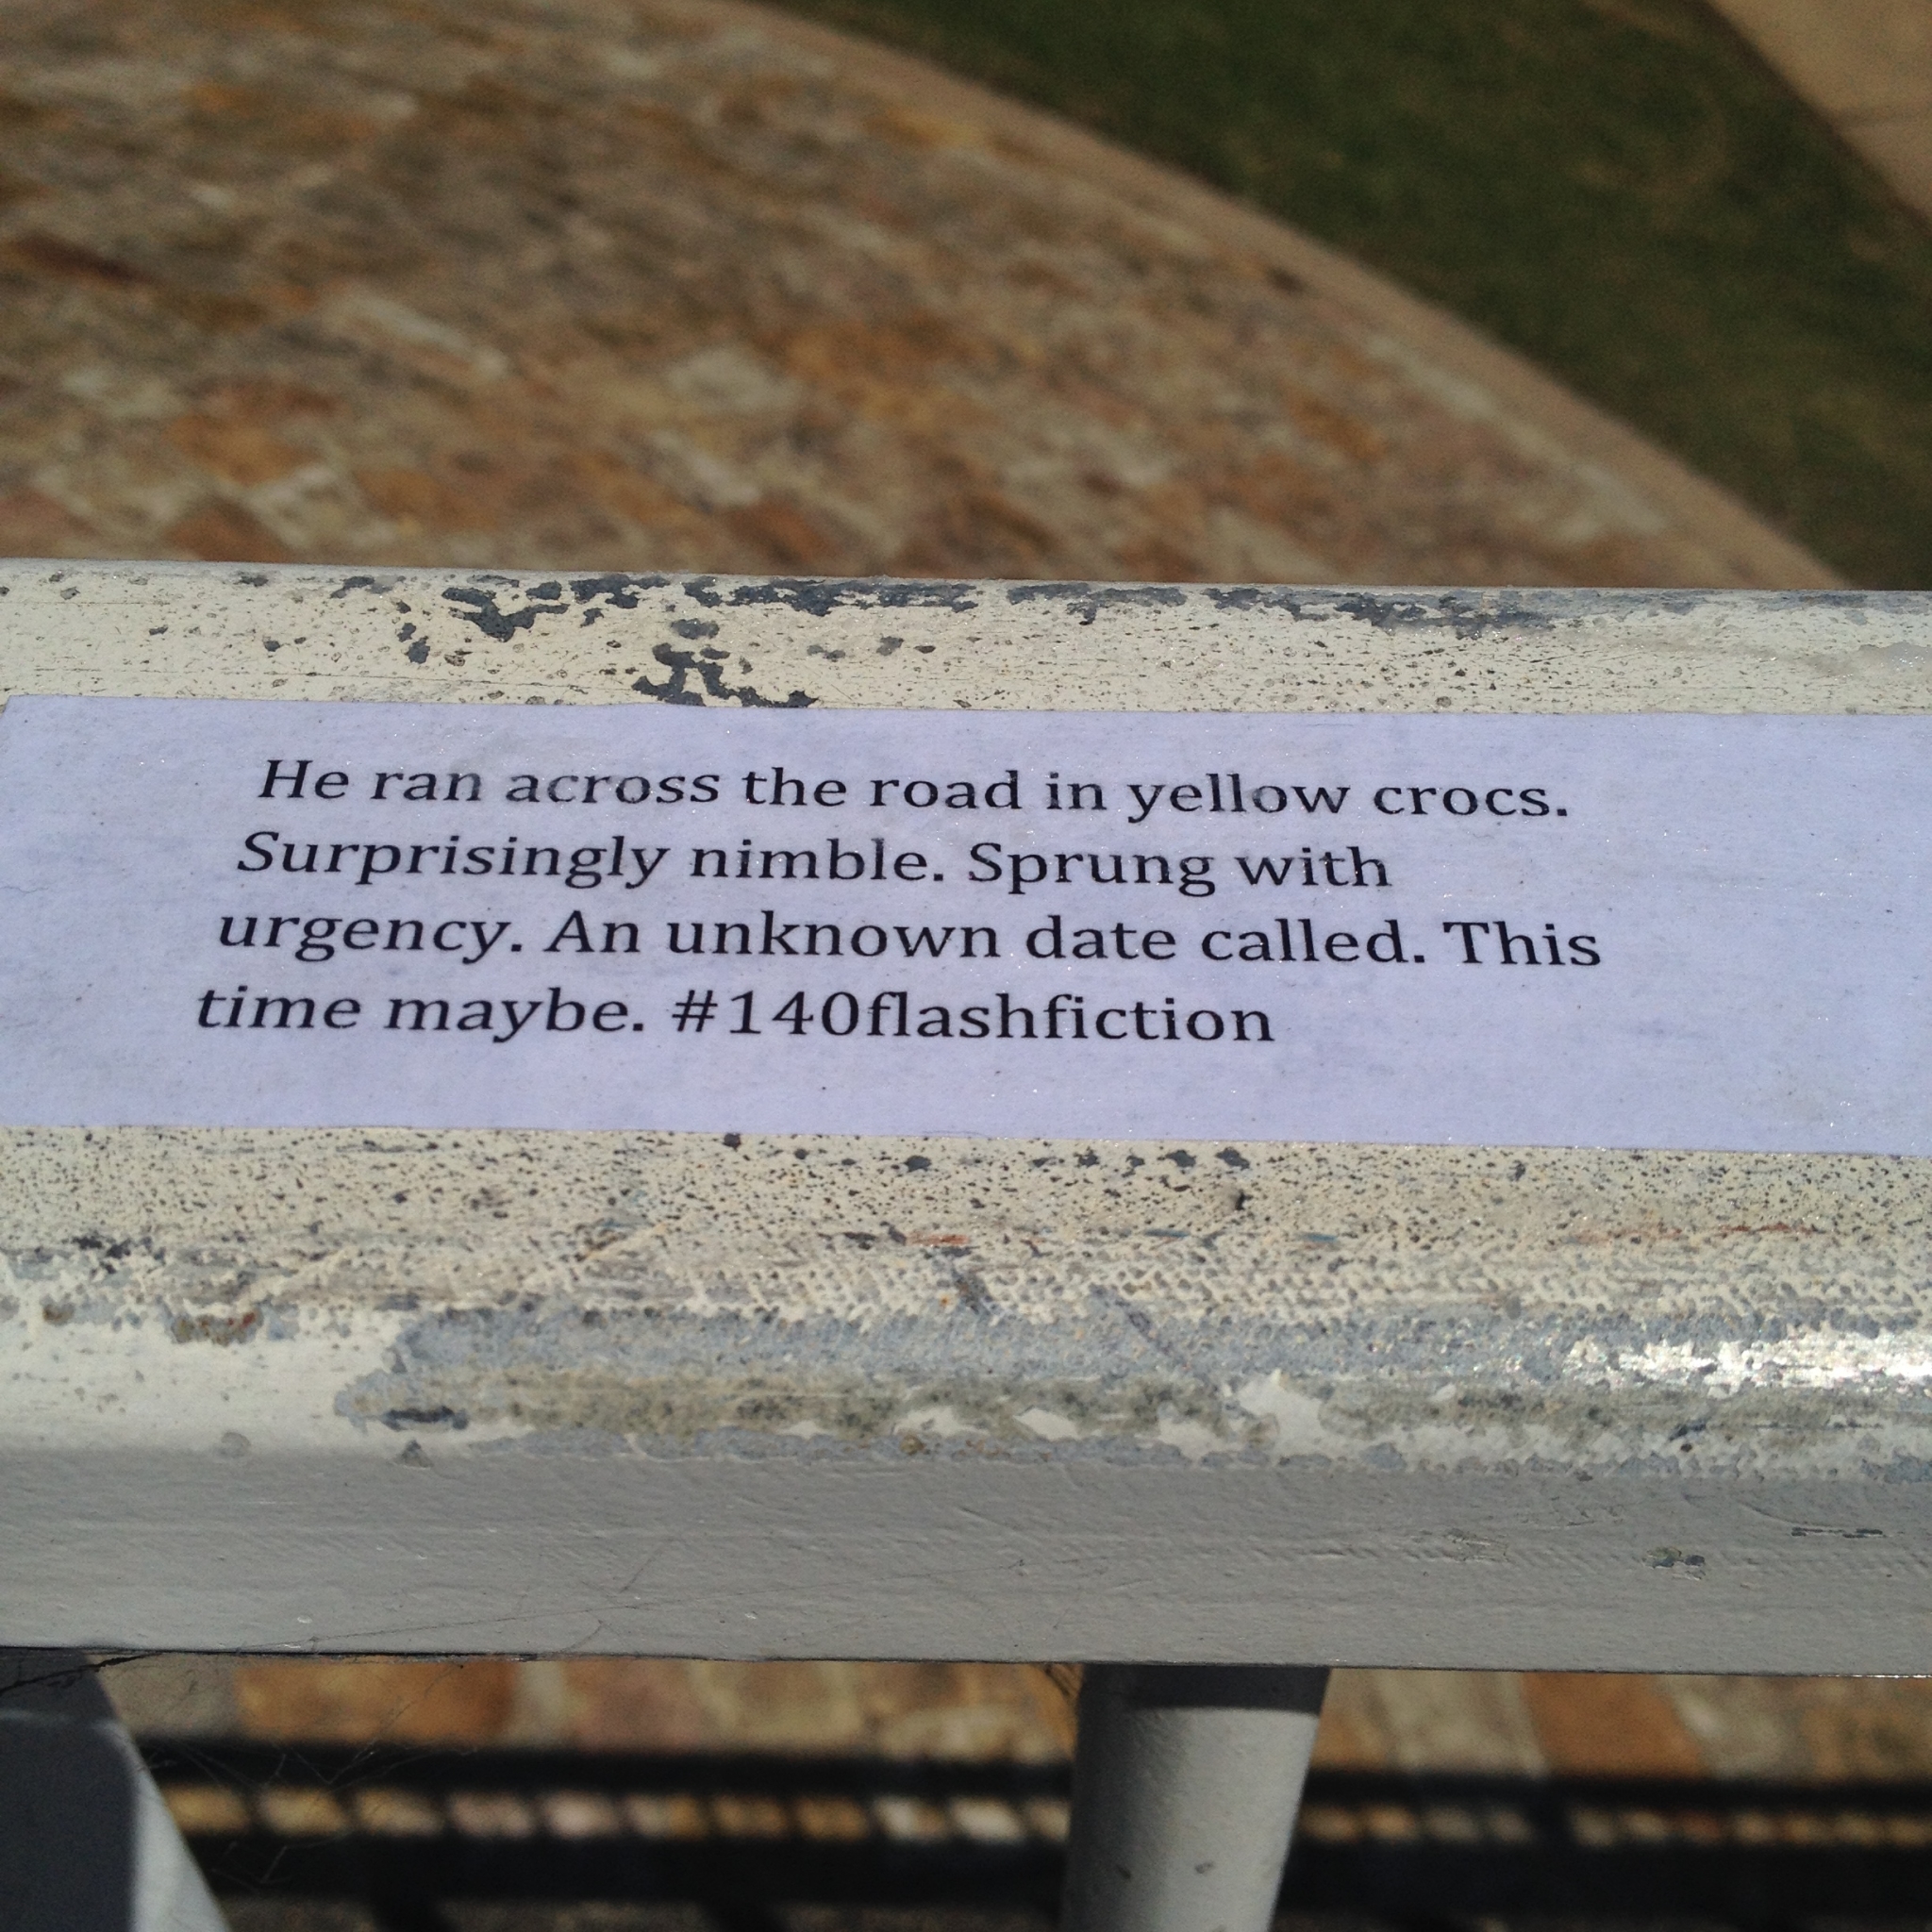 He ran across the road in yellow crocs.
Surprisingly nimble. Sprung with
urgency. An unknown date called. This
time maybe. #140flashfiction